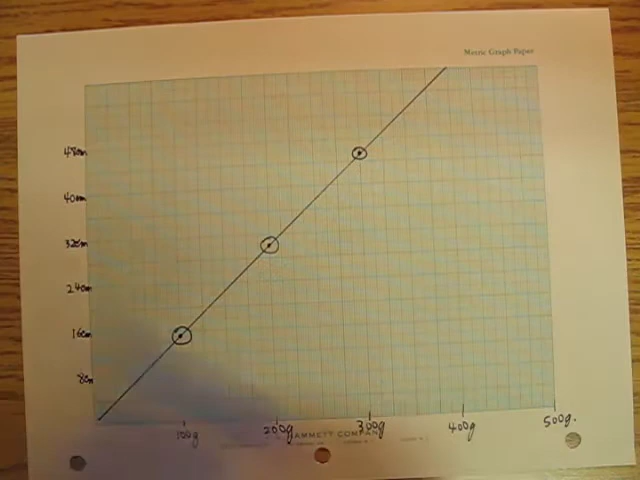 Metric Graph Paper
48cm
40cm
32cm
24cm
16cm
8cm
100g
200g
300g
400g
500g.
HAMMETT COMPANY